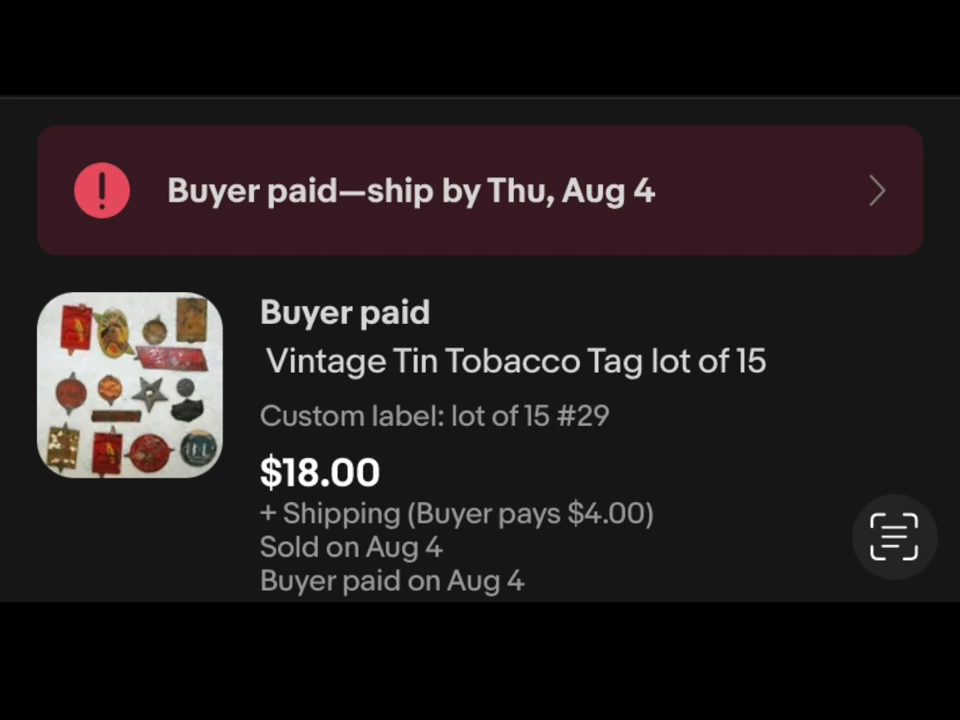 Buyer paid—ship by Thu, Aug 4
Buyer paid
Vintage Tin Tobacco Tag lot of 15
Custom label: lot of 15 #29
$18.00
+ Shipping (Buyer pays $4.00)
Sold on Aug 4
Buyer paid on Aug 4